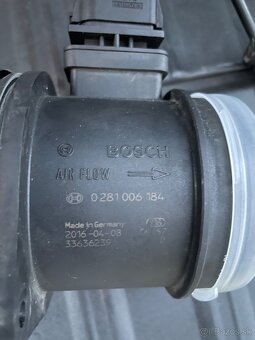 BOSCH
AIR FLOW
0 281 006 184
Made in Germany
2016-04-08
33636239